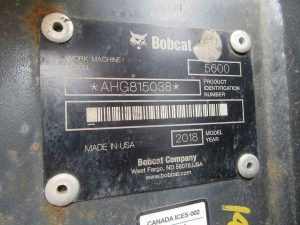 Bobcat
WORK MACHINE
MODEL 5600
*AHG815038*
PRODUCT
IDENTIFICATION
NUMBER
MADE IN USA
2018 MODEL
YEAR
Bobcat Company
West Fargo, ND 58078, USA
www.bobcat.com
CANADA ICES-002